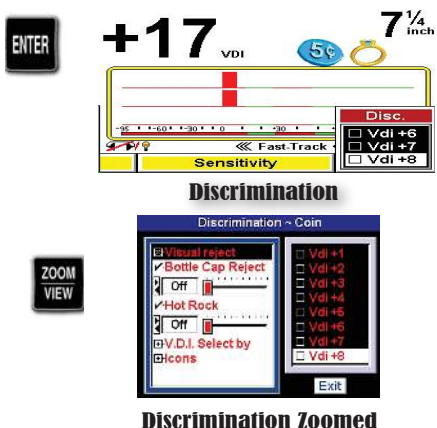 ENTER
+17 VDI
5¢
7¼ inch
-95 -60 -30 0 +30
Disc.
Vdi +6
Vdi +7
Vdi +8
Fast-Track
Sensitivity
Discrimination
ZOOM
VIEW
Discrimination ~ Coin
Visual reject
Bottle Cap Reject
Off
Hot Rock
Off
V.D.I. Select by
Icons
Vdi +1
Vdi +2
Vdi +3
Vdi +4
Vdi +5
Vdi +6
Vdi +7
Vdi +8
Exit
Discrimination Zoomed